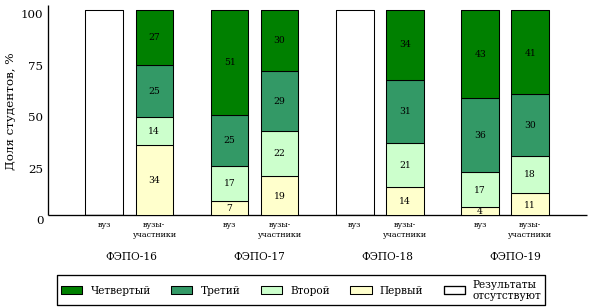 Доля студентов, %
100
75
50
25
0
27
25
14
34
51
25
17
7
30
29
22
19
34
31
21
14
43
36
17
4
41
30
18
11
вуз
вузы-
участники
вуз
вузы-
участники
вуз
вузы-
участники
вуз
вузы-
участники
ФЭПО-16 ФЭПО-17 ФЭПО-18 ФЭПО-19
Четвертый Третий Второй Первый Результаты
отсутствуют